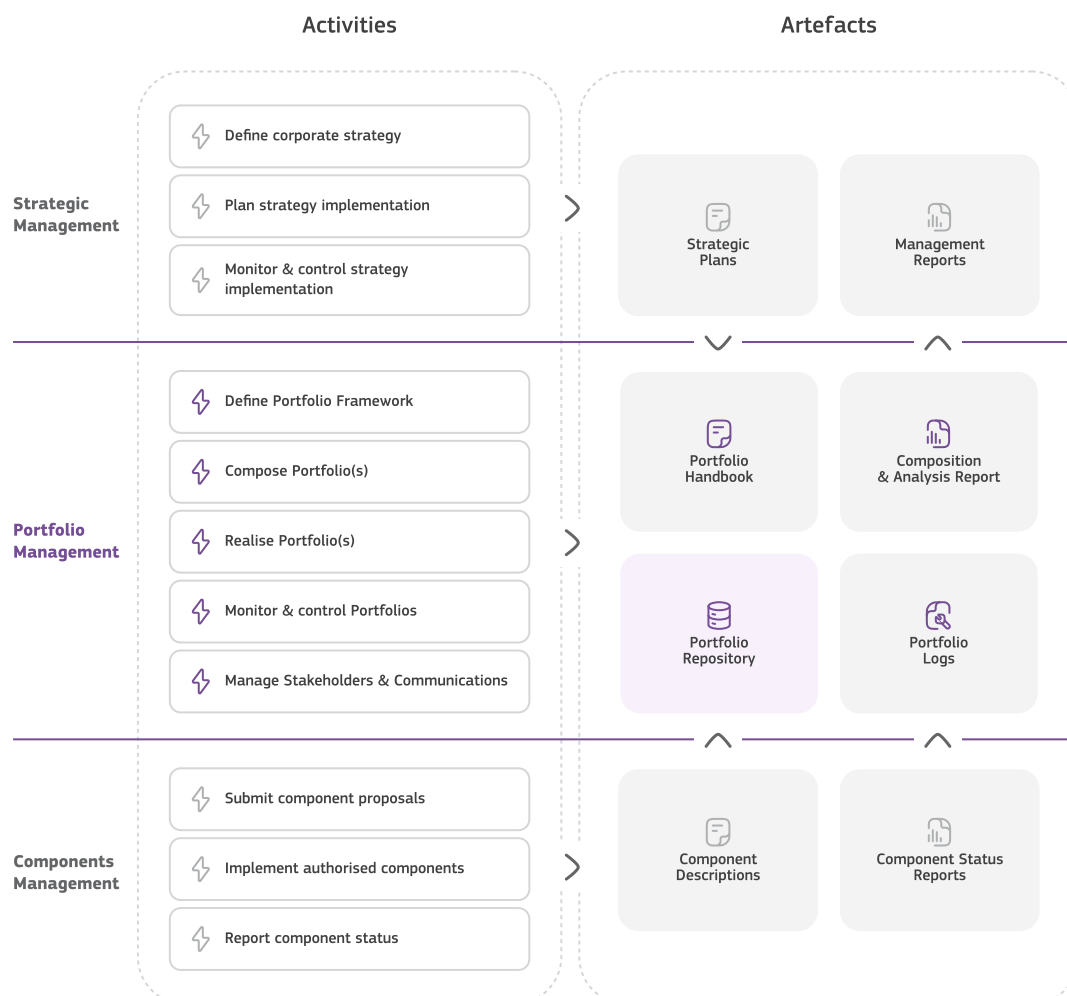 Activities
Artefacts
Strategic
Management
Define corporate strategy
Plan strategy implementation
Monitor & control strategy
implementation
Strategic
Plans
Management
Reports
Portfolio
Management
Define Portfolio Framework
Compose Portfolio(s)
Realise Portfolio(s)
Monitor & control Portfolios
Manage Stakeholders & Communications
Portfolio
Handbook
Composition
& Analysis Report
Portfolio
Repository
Portfolio
Logs
Components
Management
Submit component proposals
Implement authorised components
Report component status
Component
Descriptions
Component Status
Reports